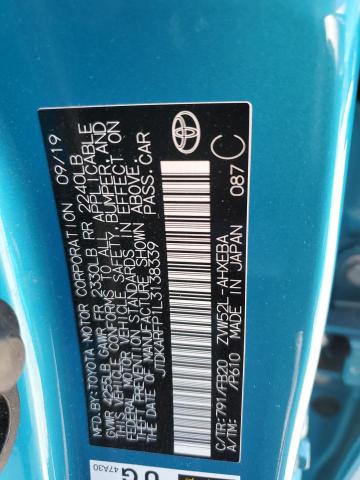 MFD. BY: TOYOTA MOTOR CORPORATION 09/19
GVWR 4255LB GAWR FR 2330LB RR 2240LB
THIS VEHICLE CONFORMS TO ALL APPLICABLE
FEDERAL MOTOR VEHICLE SAFETY, BUMPER, AND
THEFT PREVENTION STANDARDS IN EFFECT ON
THE DATE OF MANUFACTURE SHOWN ABOVE.
JTDKAFP1L3138339 PASS. CAR
C/TR: 791/FB20 ZVW52L-AHXEBA
A/TM: /P610 MADE IN JAPAN 087 C
47A30